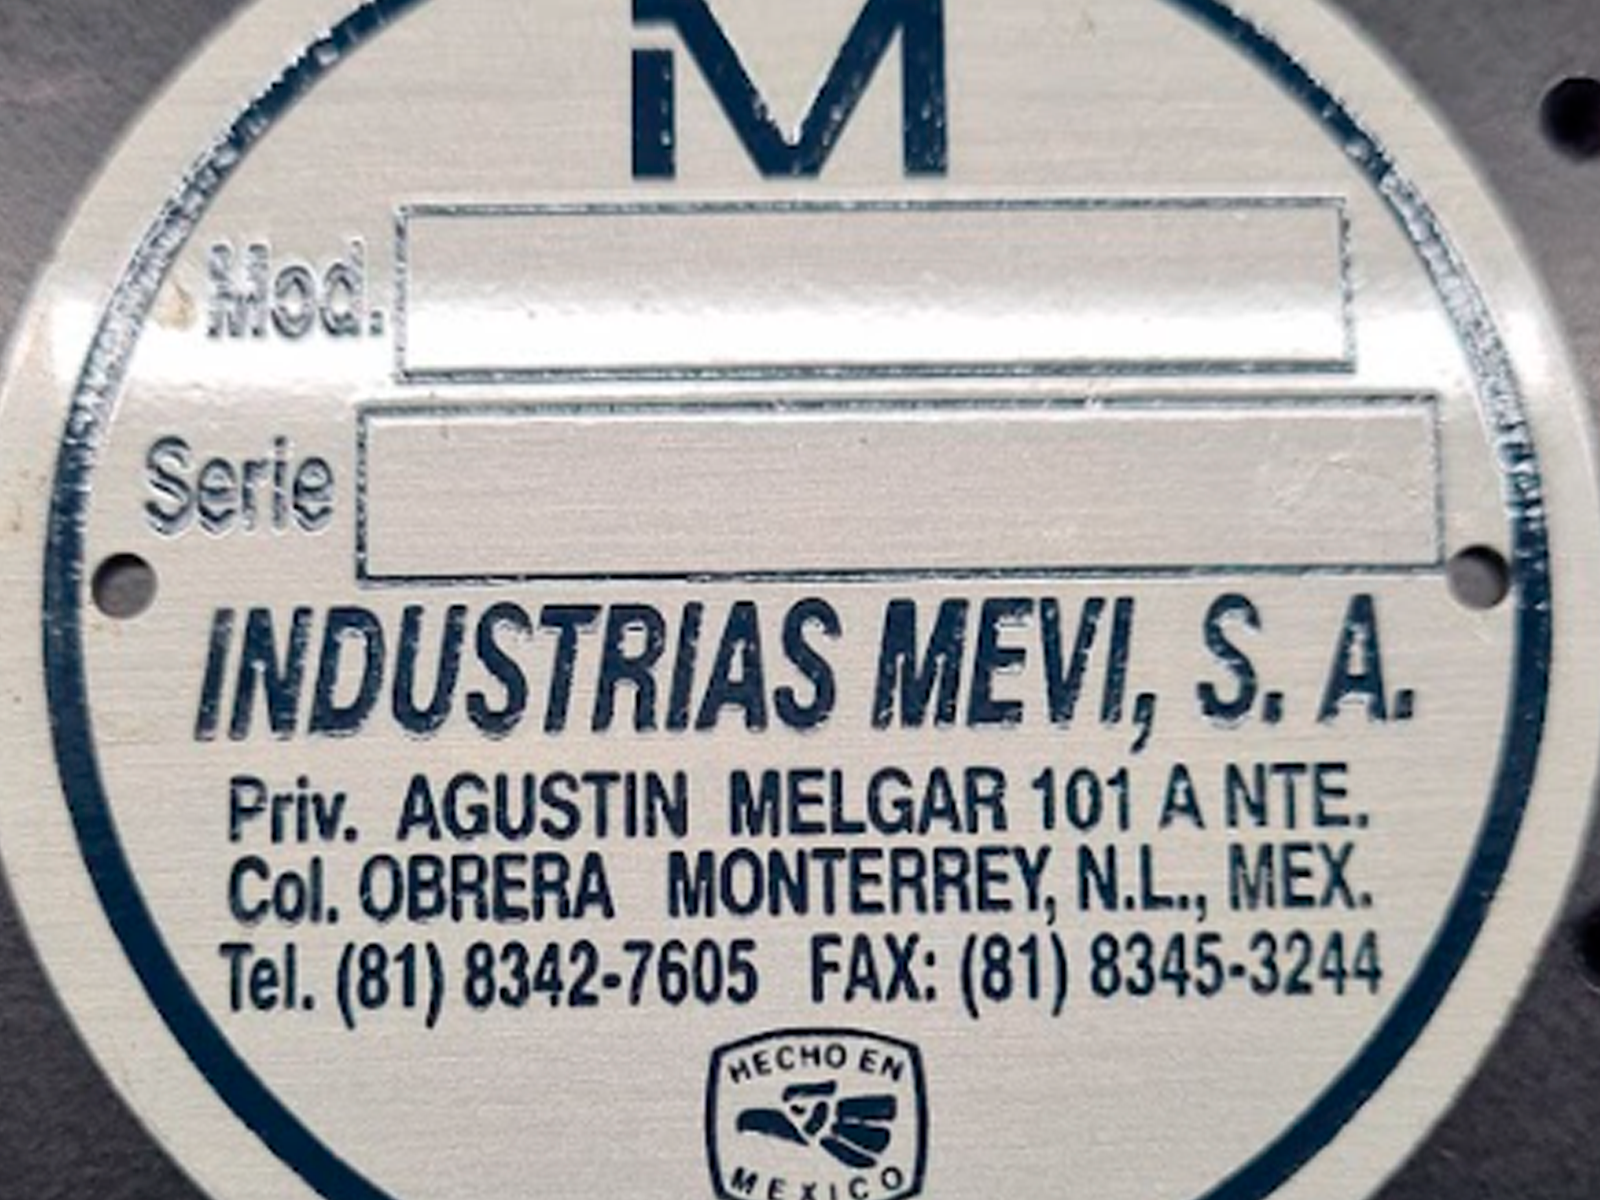 M
Mod.
Serie
INDUSTRIAS MEVI, S. A.
Priv. AGUSTIN MELGAR 101 A NTE.
Col. OBRERA MONTERREY, N.L., MEX.
Tel. (81) 8342-7605 FAX: (81) 8345-3244
HECHO EN
MEXICO